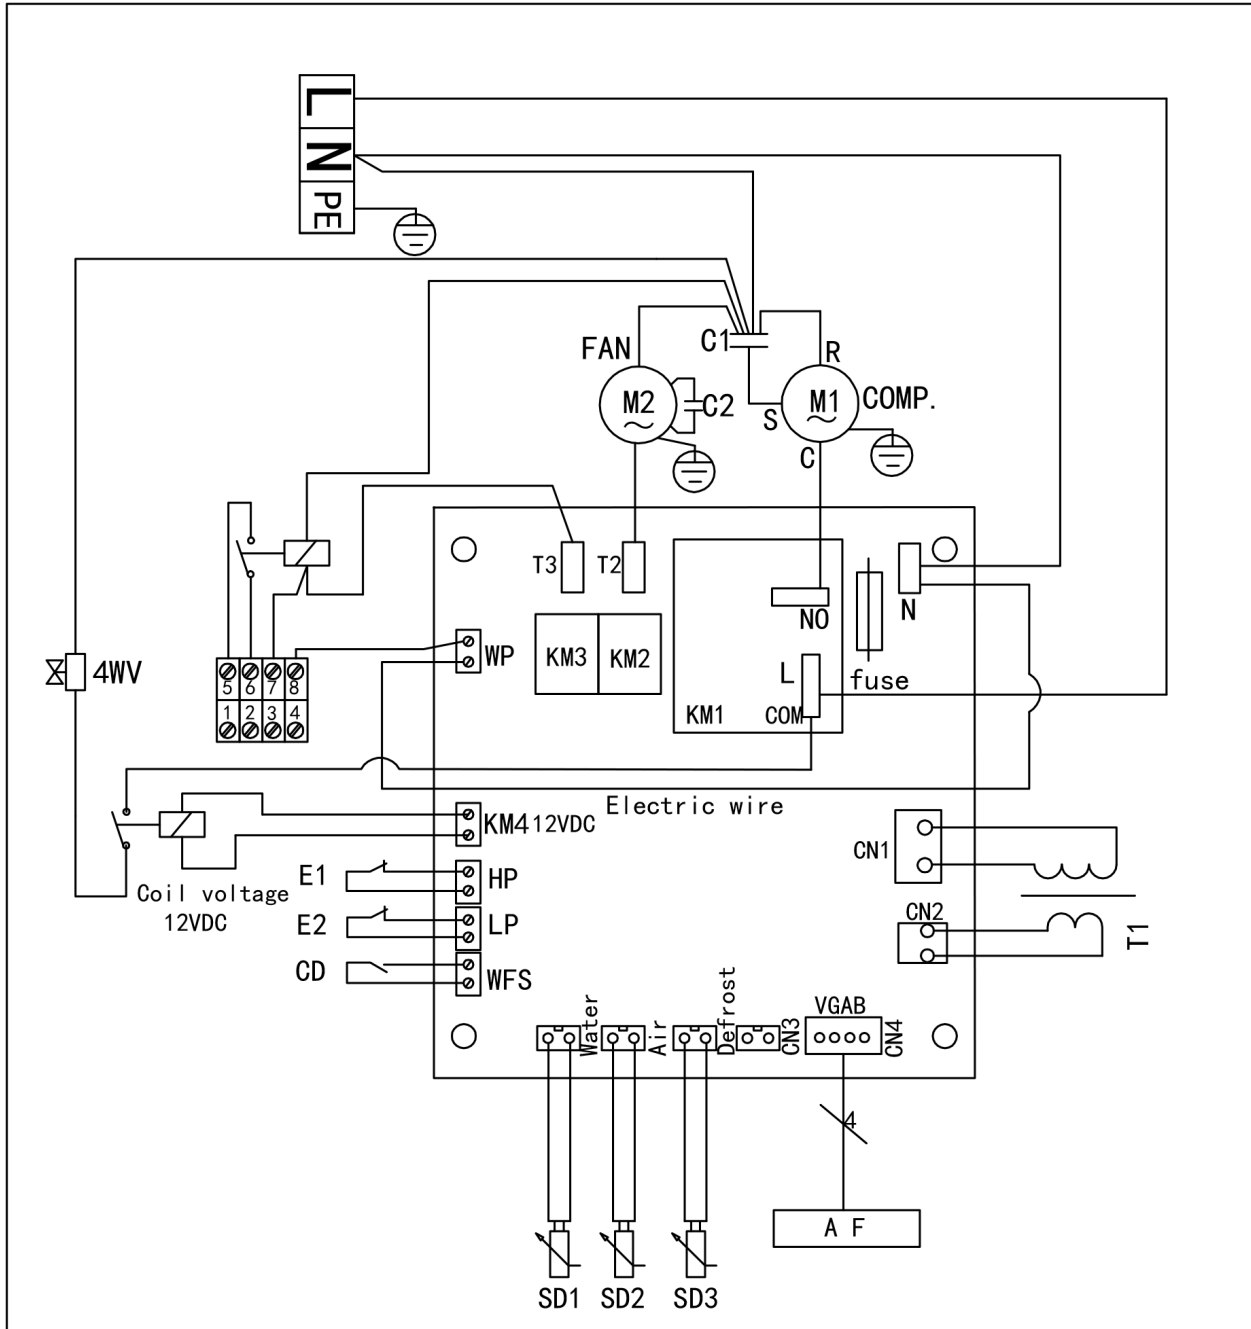 L
N
PE
C1
FAN
R
M2
C2
M1
COMP.
S
C
T3
T2
NO
N
WP
KM3
KM2
L
fuse
4WV
5 6 7 8
1 2 3 4
KM1
COM
Electric wire
KM4 12VDC
CN1
E1
HP
Coil voltage
12VDC
CN2
E2
LP
T1
CD
WFS
Water
Air
Defrost
CN3
VGAB
CN4
4
A F
SD1
SD2
SD3